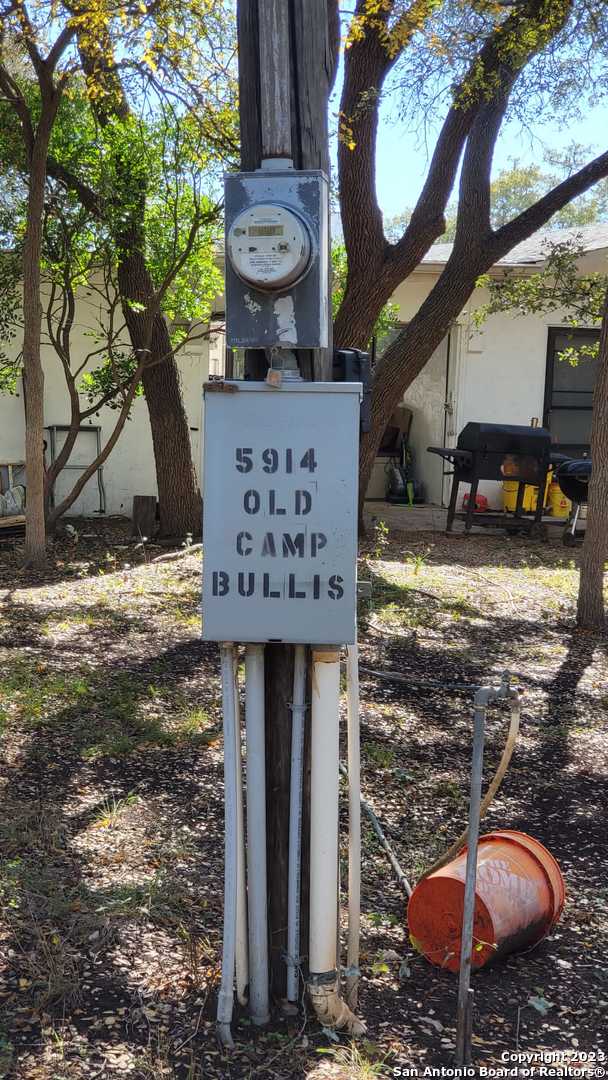 5914
OLD
CAMP
BULLIS
Copyright 2023
San Antonio Board of Realtors®